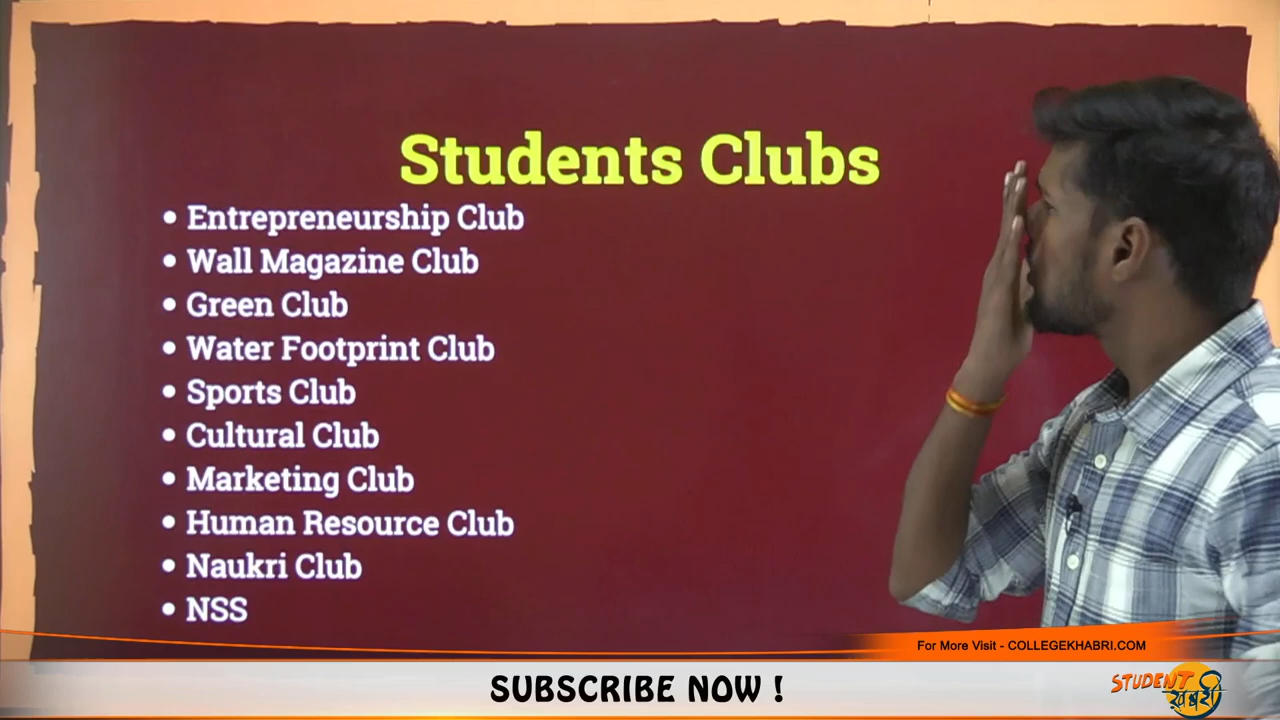 Students Clubs
• Entrepreneurship Club
• Wall Magazine Club
• Green Club
• Water Footprint Club
• Sports Club
• Cultural Club
• Marketing Club
• Human Resource Club
• Naukri Club
• NSS
For More Visit - COLLEGEKHABRI.COM
SUBSCRIBE NOW !
STUDENT
खबरी